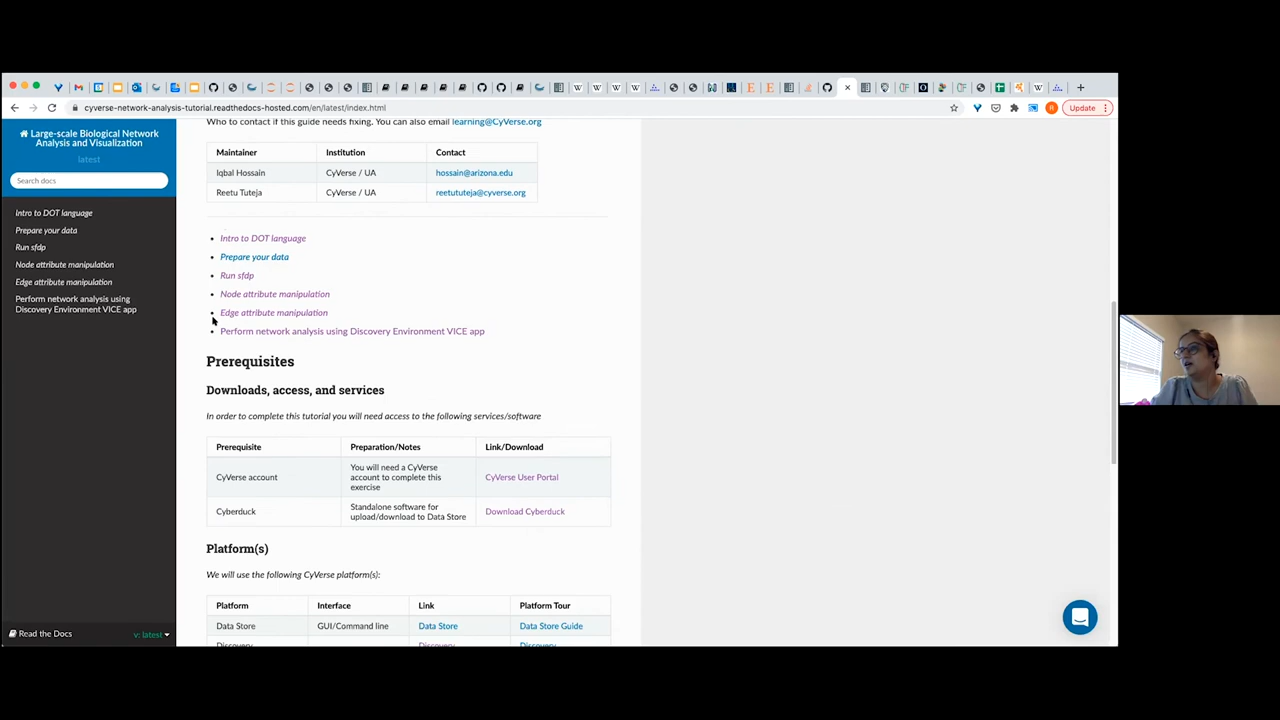 cyverse-network-analysis-tutorial.readthedocs-hosted.com/en/latest/index.html
Update
Large-scale Biological Network
Analysis and Visualization
latest
Search docs
Intro to DOT language
Prepare your data
Run sfdp
Node attribute manipulation
Edge attribute manipulation
Perform network analysis using
Discovery Environment VICE app
Read the Docs
v: latest
Who to contact if this guide needs fixing. You can also email learning@CyVerse.org
Maintainer Institution Contact
Iqbal Hossain CyVerse / UA hossain@arizona.edu
Reetu Tuteja CyVerse / UA reetututeja@cyverse.org
• Intro to DOT language
• Prepare your data
• Run sfdp
• Node attribute manipulation
• Edge attribute manipulation
• Perform network analysis using Discovery Environment VICE app
Prerequisites
Downloads, access, and services
In order to complete this tutorial you will need access to the following services/software
Prerequisite Preparation/Notes Link/Download
CyVerse account You will need a CyVerse account to complete this exercise CyVerse User Portal
Cyberduck Standalone software for upload/download to Data Store Download Cyberduck
Platform(s)
We will use the following CyVerse platform(s):
Platform Interface Link Platform Tour
Data Store GUI/Command line Data Store Data Store Guide
Discovery Discovery Discovery